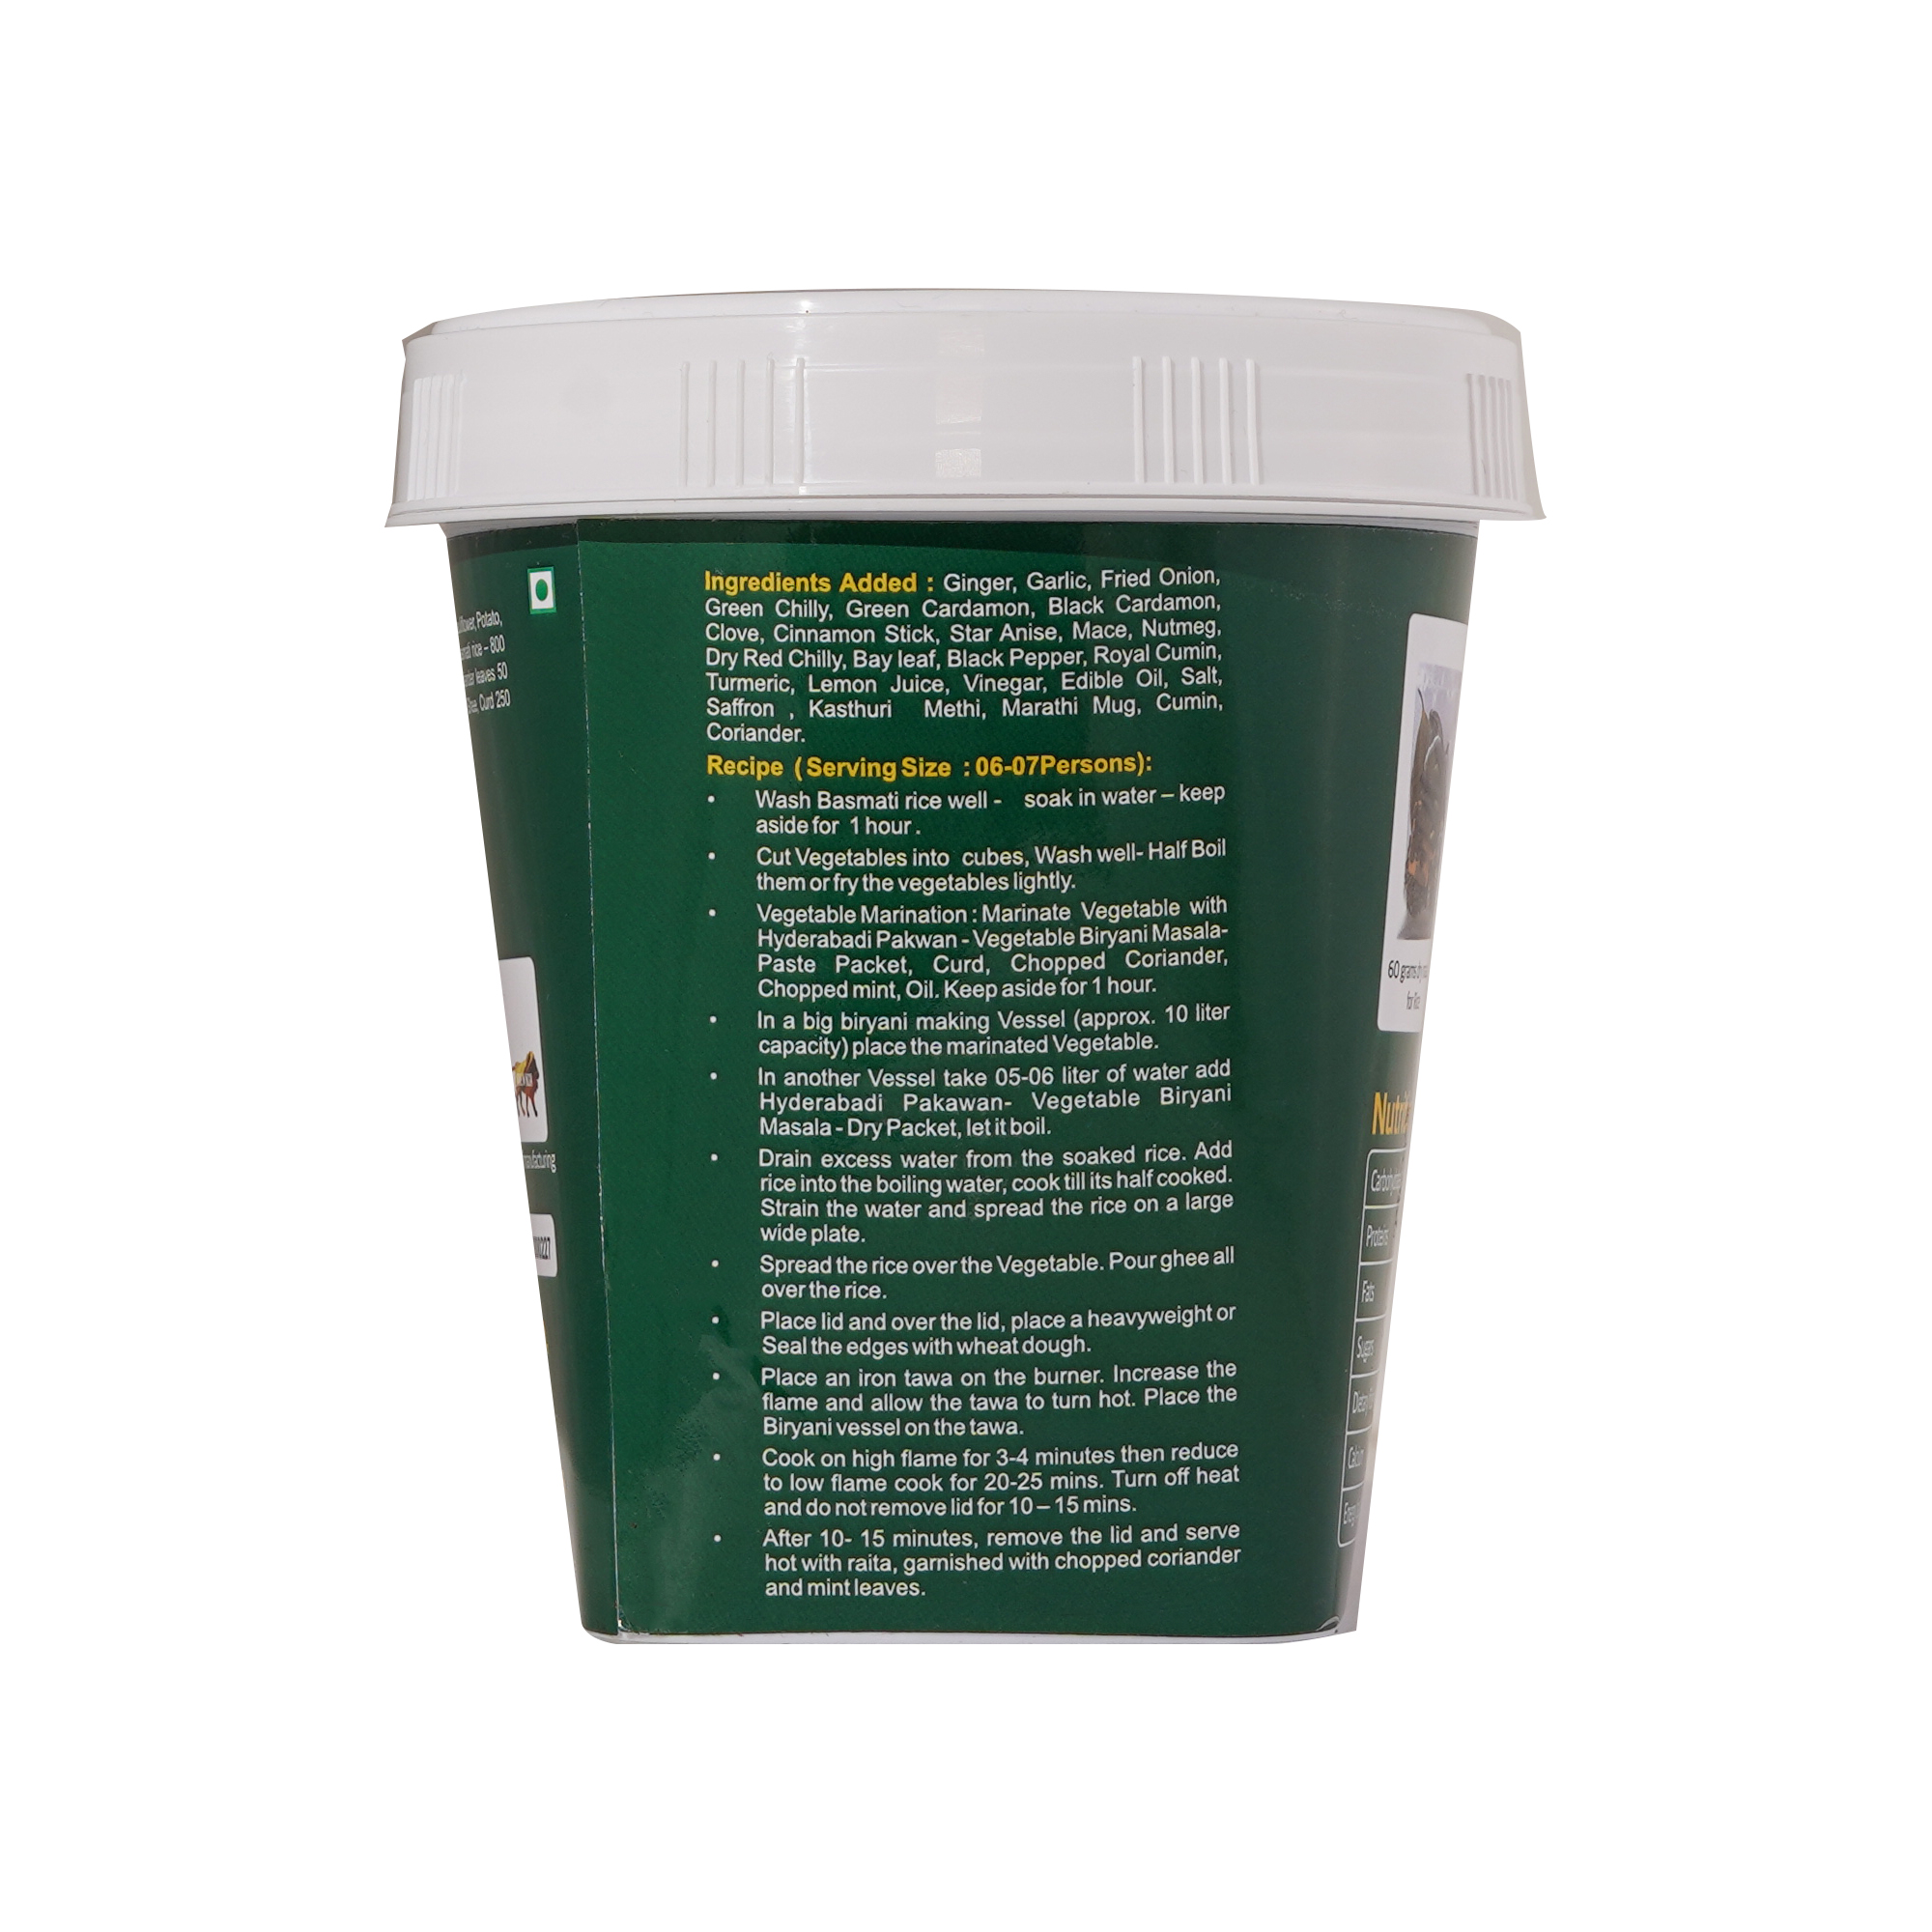 Ingredients Added : Ginger, Garlic, Fried Onion,
Green Chilly, Green Cardamon, Black Cardamon,
Clove, Cinnamon Stick, Star Anise, Mace, Nutmeg,
Dry Red Chilly, Bay leaf, Black Pepper, Royal Cumin,
Turmeric, Lemon Juice, Vinegar, Edible Oil, Salt,
Saffron , Kasthuri Methi, Marathi Mug, Cumin,
Coriander.
Recipe ( Serving Size : 06-07Persons):
• Wash Basmati rice well - soak in water – keep
aside for 1 hour .
• Cut Vegetables into cubes, Wash well- Half Boil
them or fry the vegetables lightly.
• Vegetable Marination : Marinate Vegetable with
Hyderabadi Pakwan - Vegetable Biryani Masala-
Paste Packet, Curd, Chopped Coriander,
Chopped mint, Oil. Keep aside for 1 hour.
• In a big biryani making Vessel (approx. 10 liter
capacity) place the marinated Vegetable.
• In another Vessel take 05-06 liter of water add
Hyderabadi Pakawan- Vegetable Biryani
Masala - Dry Packet, let it boil.
• Drain excess water from the soaked rice. Add
rice into the boiling water, cook till its half cooked.
Strain the water and spread the rice on a large
wide plate.
• Spread the rice over the Vegetable. Pour ghee all
over the rice.
• Place lid and over the lid, place a heavyweight or
Seal the edges with wheat dough.
• Place an iron tawa on the burner. Increase the
flame and allow the tawa to turn hot. Place the
Biryani vessel on the tawa.
• Cook on high flame for 3-4 minutes then reduce
to low flame cook for 20-25 mins. Turn off heat
and do not remove lid for 10 – 15 mins.
• After 10- 15 minutes, remove the lid and serve
hot with raita, garnished with chopped coriander
and mint leaves.
Potato,
rice – 800
leaves 50
Curd 250
60 grams
for
Proteins
Fats
Sugars